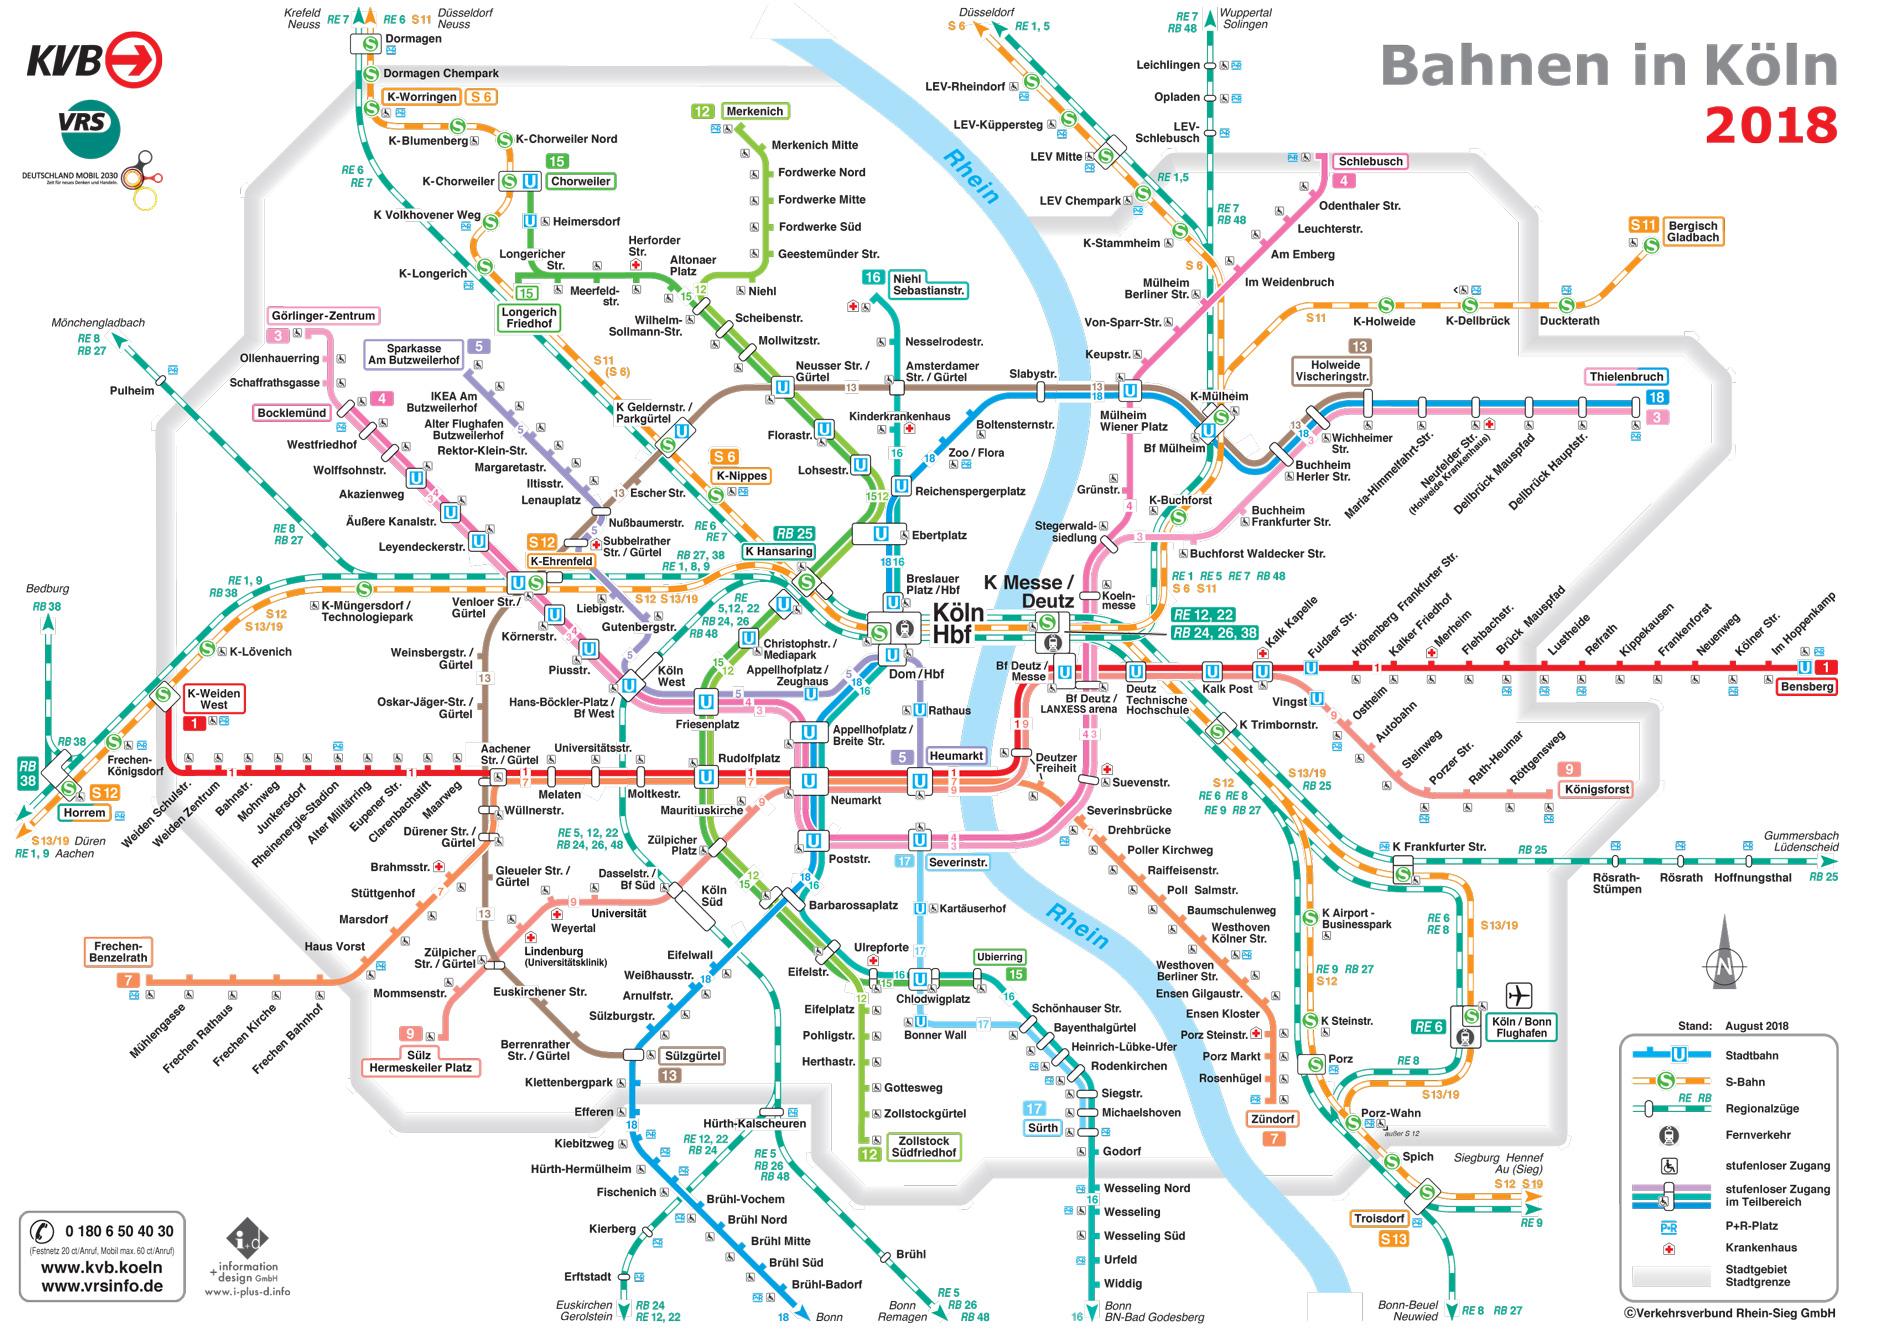 Bahnen in Köln
2018
KVB
VRS
DEUTSCHLAND MOBIL 2030
Krefeld
Neuss
RE 7
RE 6 S11
Düsseldorf
Neuss
Dormagen
Dormagen Chempark
K-Worringen
S 6
K-Blumenberg
K-Chorweiler Nord
15
Chorweiler
K-Chorweiler
K Volkhovener Weg
Heimersdorf
K-Longerich
Longericher
Str.
Meerfeld-
str.
Herforder
Str.
Altonaer
Platz
15
Longerich
Friedhof
RE 6
RE 7
12
Merkenich
Merkenich Mitte
Fordwerke Nord
Fordwerke Mitte
Fordwerke Süd
Geestemünder Str.
Niehl
Wilhelm-
Sollmann-Str.
Scheibenstr.
Mollwitzstr.
Neusser Str. /
Gürtel
Florastr.
Lohsestr.
16
Niehl
Sebastianstr.
Nesselrodestr.
Amsterdamer
Str. / Gürtel
Kinderkrankenhaus
Slabystr.
Boltensternstr.
Zoo / Flora
Reichenspergerplatz
Ebertplatz
Breslauer
Platz /Hbf
Rhein
Düsseldorf
S 6
RE 1, 5
LEV-Rheindorf
LEV-Küppersteg
LEV Mitte
LEV Chempark
K-Stammheim
RE 1,5
RE 7
RB 48
Wuppertal
Solingen
Leichlingen
Opladen
LEV-
Schlebusch
RE 7
RB 48
S 6
Schlebusch
4
Odenthaler Str.
Leuchterstr.
Am Emberg
Im Weidenbruch
Mülheim
Berliner Str.
Von-Sparr-Str.
Keupstr.
Mülheim
Wiener Platz
K-Mülheim
Bf Mülheim
S11
Bergisch
Gladbach
S11
K-Holweide
K-Dellbrück
Duckterath
13
Holweide
Vischeringstr.
Thielenbruch
18
3
Wichheimer
Str.
Maria-Himmelfahrt-Str.
Neufelder Str.
(Holweide Krankenhaus)
Dellbrück Mauspfad
Dellbrück Hauptstr.
Buchheim
Herler Str.
Buchheim
Frankfurter Str.
Buchforst Waldecker Str.
K-Buchforst
Grünstr.
Stegerwald-
siedlung
Koeln-
messe
RE 1 RE 5 RE 7 RB 48
S 6 S11
Görlinger-Zentrum
3
Ollenhauerring
Schaffrathsgasse
Bocklemünd
4
Westfriedhof
Wolffsohnstr.
Akazienweg
Äußere Kanalstr.
Leyendeckerstr.
Sparkasse
Am Butzweilerhof
5
IKEA Am
Butzweilerhof
Alter Flughafen
Butzweilerhof
Rektor-Klein-Str.
Margaretastr.
Iltisstr.
Lenauplatz
Nußbaumerstr.
Subbelrather
Str. / Gürtel
S11
(S 6)
K Geldernstr. /
Parkgürtel
Escher Str.
S 6
K-Nippes
RE 6
RE 7
RB 25
K Hansaring
RB 27, 38
RE 1, 8, 9
S12 S13/19
S12
K-Ehrenfeld
Mönchengladbach
RE 8
RB 27
Pulheim
RE 8
RB 27
Bedburg
RB 38
RE 1, 9
RB 38
S12
S13/19
K-Müngersdorf /
Technologiepark
K-Lövenich
K-Weiden
West
1
Frechen-
Königsdorf
RB 38
RB
38
S12
Horrem
S13/19 Düren
RE 1, 9 Aachen
Weiden Schulstr.
Weiden Zentrum
Bahnstr.
Mohnweg
Junkersdorf
Rheinenergie-Stadion
Alter Militärring
Eupener Str.
Clarenbachstift
Maarweg
Venloer Str./
Gürtel
Körnerstr.
Piusstr.
Liebigstr.
Gutenbergstr.
Weinsbergstr. /
Gürtel
Oskar-Jäger-Str. /
Gürtel
Hans-Böckler-Platz /
Bf West
Köln
West
RE
5,12, 22
RB 24, 26
RB 48
Christophstr. /
Mediapark
Appellhofplatz /
Zeughaus
Friesenplatz
Dom /Hbf
Rathaus
Appellhofplatz /
Breite Str.
Köln
Hbf
K Messe /
Deutz
RE 12, 22
RB 24, 26, 38
Bf Deutz /
Messe
Bf Deutz /
LANXESS arena
Deutz
Technische
Hochschule
Kalk Post
Kalk Kapelle
Fuldaer Str.
Höhenberg Frankfurter Str.
Kalker Friedhof
Merheim
Flehbachstr.
Brück Mauspfad
Lustheide
Refrath
Kippekausen
Frankenforst
Neuenweg
Kölner Str.
Im Hoppenkamp
1
Bensberg
Vingst
Ostheim
Autobahn
Steinweg
Porzer Str.
Rath-Heumar
Röttgensweg
9
Königsforst
K Trimbornstr.
Aachener
Str. / Gürtel
Universitätsstr.
Melaten
Moltkestr.
Rudolfplatz
Mauritiuskirche
Neumarkt
5
Heumarkt
Deutzer
Freiheit
Suevenstr.
Severinsbrücke
Drehbrücke
Poller Kirchweg
Raiffeisenstr.
Poll Salmstr.
Baumschulenweg
Westhoven
Kölner Str.
Westhoven
Berliner Str.
Ensen Gilgaustr.
Ensen Kloster
Porz Steinstr.
Porz Markt
Rosenhügel
Zündorf
7
Wüllnerstr.
Dürener Str. /
Gürtel
Gleueler Str. /
Gürtel
Brahmsstr.
Stüttgenhof
Marsdorf
Haus Vorst
Frechen-
Benzelrath
7
Mühlengasse
Frechen Rathaus
Frechen Kirche
Frechen Bahnhof
RE 5, 12, 22
RB 24, 26, 48
Zülpicher
Platz
Dasselstr. /
Bf Süd
Köln
Süd
Universität
Weyertal
Lindenburg
(Universitätsklinik)
Zülpicher
Str. / Gürtel
Mommsenstr.
9
Sülz
Hermeskeiler Platz
Euskirchener Str.
Berrenrather
Str. / Gürtel
Sülzgürtel
13
Poststr.
17
Severinstr.
Barbarossaplatz
Kartäuserhof
Eifelstr.
Ulrepforte
Chlodwigplatz
Bonner Wall
Ubierring
15
Rhein
Eifelwall
Weißhausstr.
Arnulfstr.
Sülzburgstr.
Klettenbergpark
Efferen
Kiebitzweg
Hürth-Hermülheim
Fischenich
Brühl-Vochem
Brühl Nord
Brühl Mitte
Brühl Süd
Brühl-Badorf
18
Bonn
Eifelplatz
Pohligstr.
Herthastr.
Gottesweg
Zollstockgürtel
12
Zollstock
Südfriedhof
Schönhauser Str.
Bayenthalgürtel
Heinrich-Lübke-Ufer
Rodenkirchen
Siegstr.
Michaelshoven
17
Sürth
Godorf
Wesseling Nord
Wesseling
Wesseling Süd
Urfeld
Widdig
16
Bonn
BN-Bad Godesberg
Hürth-Kalscheuren
RE 12, 22
RB 24
RE 5
RB 26
RB 48
Kierberg
Erftstadt
Euskirchen
Gerolstein
RB 24
RE 12, 22
Brühl
Bonn
Remagen
RE 5
RB 26
RB 48
S12
RE 6 RE 8
RE 9 RB 27
S13/19
RB 25
K Frankfurter Str.
RB 25
Rösrath-
Stümpen
Rösrath
Hoffnungsthal
Gummersbach
Lüdenscheid
RB 25
K Airport -
Businesspark
RE 6
RE 8
S13/19
RE 9 RB 27
S12
K Steinstr.
Porz
RE 6
Köln / Bonn
Flughafen
RE 8
S13/19
Porz-Wahn
außer S 12
Spich
Troisdorf
S13
Siegburg Hennef
Au (Sieg)
S12 S19
RE 9
Bonn-Beuel
Neuwied
RE 8 RB 27
N
Stand: August 2018
Stadtbahn
S-Bahn
RE RB
Regionalzüge
Fernverkehr
stufenloser Zugang
stufenloser Zugang
im Teilbereich
P+R-Platz
Krankenhaus
Stadtgebiet
Stadtgrenze
©Verkehrsverbund Rhein-Sieg GmbH
0 180 6 50 40 30
(Festnetz 20 ct/Anruf, Mobil max. 60 ct/Anruf)
www.kvb.koeln
www.vrsinfo.de
i+d
+ information
design GmbH
www.i-plus-d.info